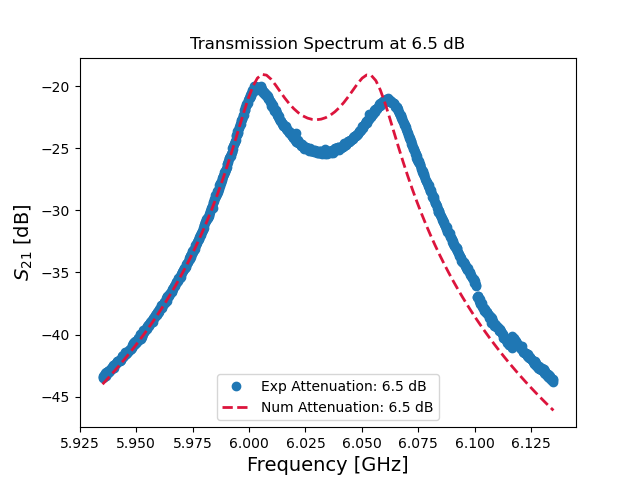 Transmission Spectrum at 6.5 dB
S₂₁ [dB]
−20
−25
−30
−35
−40
−45
Exp Attenuation: 6.5 dB
Num Attenuation: 6.5 dB
5.925 5.950 5.975 6.000 6.025 6.050 6.075 6.100 6.125
Frequency [GHz]